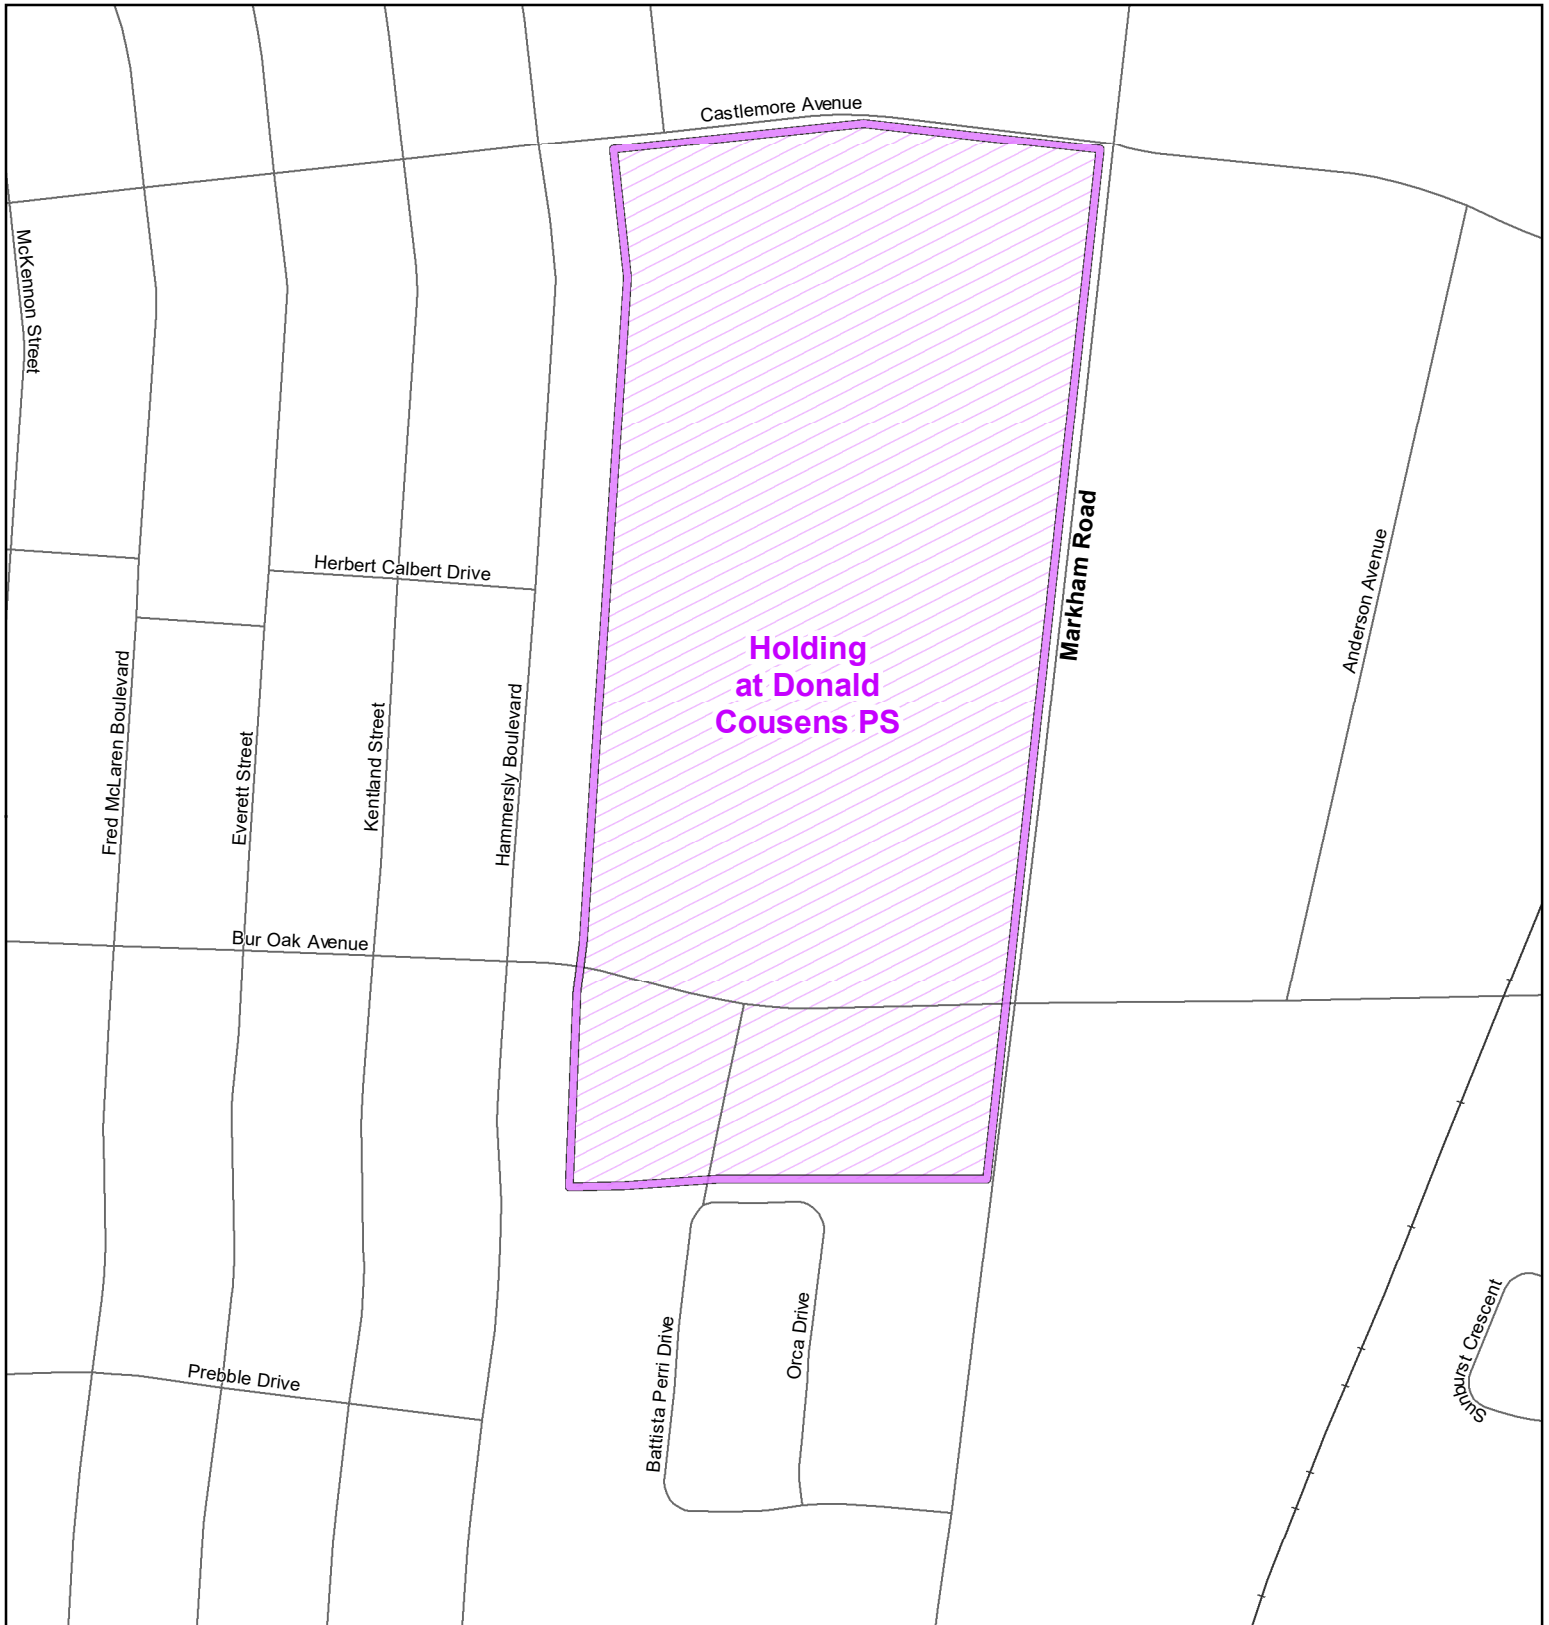 Castlemore Avenue
McKennon Street
Herbert Calbert Drive
Markham Road
Anderson Avenue
Holding
at Donald
Cousens PS
Fred McLaren Boulevard
Everett Street
Kentland Street
Hammersly Boulevard
Bur Oak Avenue
Prebble Drive
Battista Perri Drive
Orca Drive
Sunburst Crescent